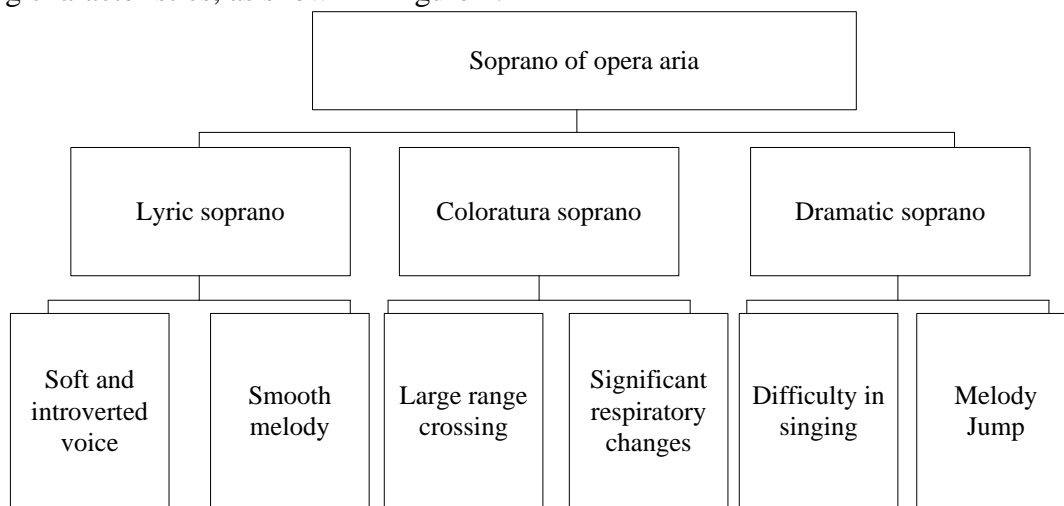 Soprano of opera aria
Lyric soprano
Coloratura soprano
Dramatic soprano
Soft and
introverted
voice
Smooth
melody
Large range
crossing
Significant
respiratory
changes
Difficulty in
singing
Melody
Jump